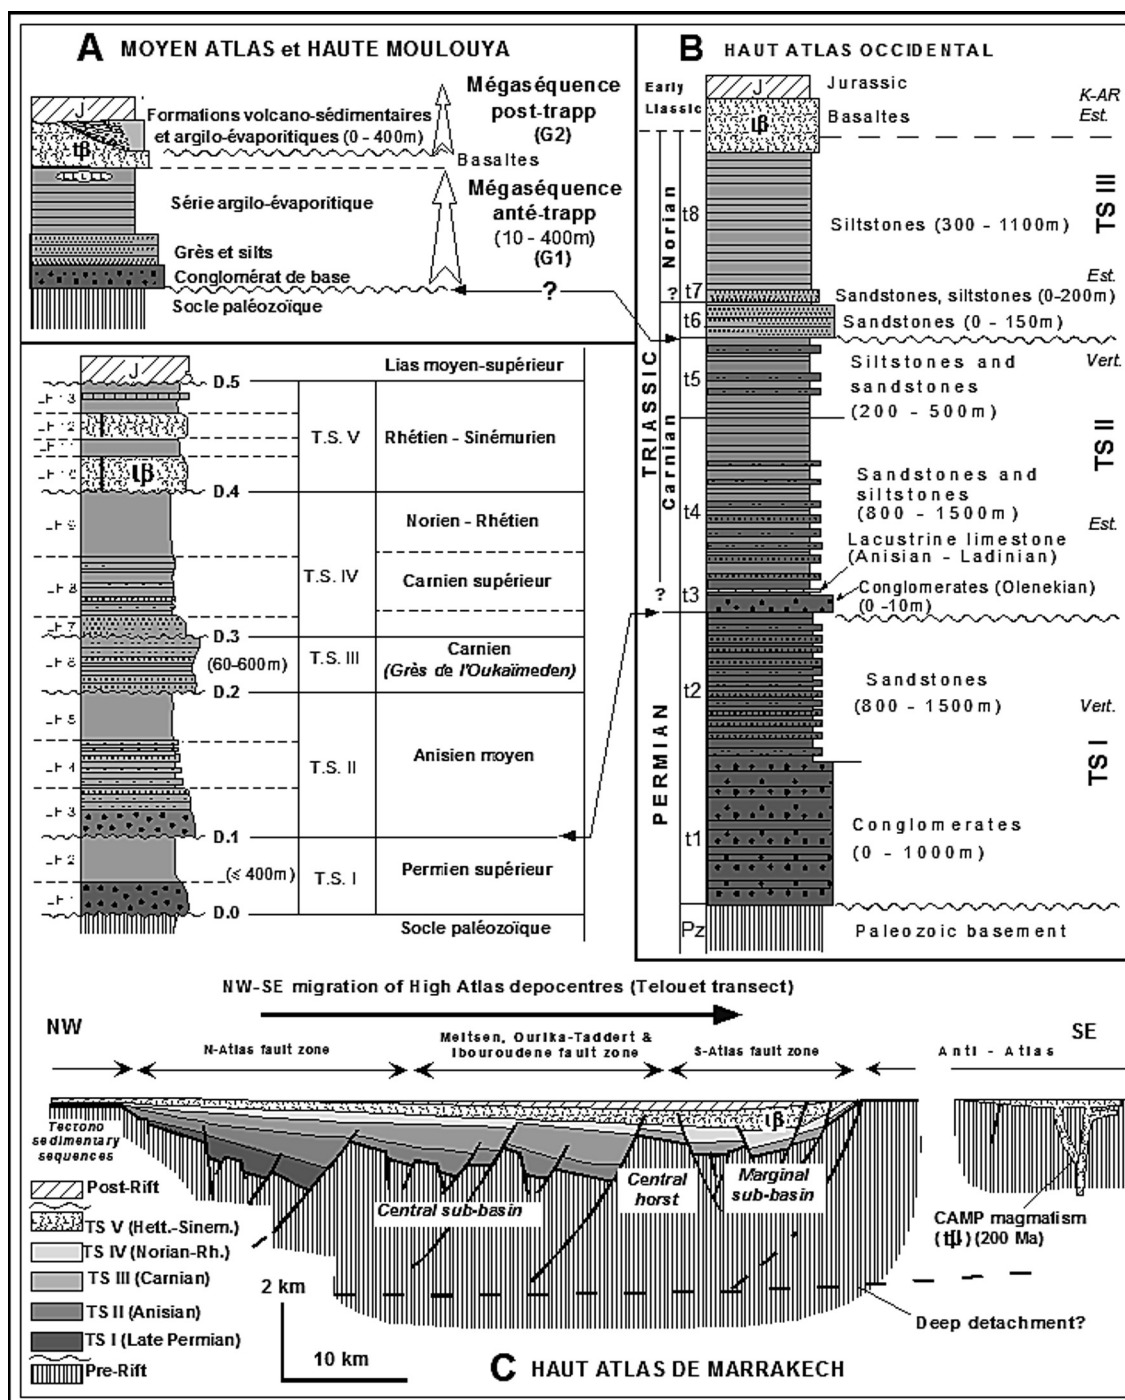 A MOYEN ATLAS et HAUTE MOULOUYA
J
Formations volcano-sédimentaires
et argilo-évaporitiques (0 - 400m)
tβ
Basaltes
Série argilo-évaporitique
Grès et silts
Conglomérat de base
Socle paléozoïque
Mégaséquence
post-trapp
(G2)
Mégaséquence
anté-trapp
(10 - 400m)
(G1)
?
B HAUT ATLAS OCCIDENTAL
Early
Liassic
J
Jurassic
K-AR
Est.
tβ
Basaltes
TRIASSIC
Norian
t8
Siltstones (300 - 1100m)
TS III
Est.
? t7
Sandstones, siltstones (0-200m)
t6
Sandstones (0 - 150m)
Carnian
t5
Siltstones and
sandstones
(200 - 500m)
Vert.
TS II
t4
Sandstones and
siltstones
(800 - 1500m)
Est.
Lacustrine limestone
(Anisian - Ladinian)
? t3
Conglomerates (Olenekian)
(0 -10m)
PERMIAN
t2
Sandstones
(800 - 1500m)
Vert.
TS I
t1
Conglomerates
(0 - 1000m)
Pz
Paleozoic basement
J
Lias moyen-supérieur
D.5
T.S. V
Rhétien - Sinémurien
tβ
D.4
Norien - Rhétien
T.S. IV
Carnien supérieur
D.3
(60-600m)
T.S. III
Carnien
(Grès de l'Oukaïmeden)
D.2
T.S. II
Anisien moyen
D.1
(⩽ 400m)
T.S. I
Permien supérieur
D.0
Socle paléozoïque
NW-SE migration of High Atlas depocentres (Telouet transect)
NW
SE
N-Atlas fault zone
Meltsen, Ourika-Taddert &
Ibouroudene fault zone
S-Atlas fault zone
Anti - Atlas
tβ
Central sub-basin
Central
horst
Marginal
sub-basin
CAMP magmatism
(200 Ma)
Deep detachment?
Tectono
sedimentary
sequences
Post-Rift
TS V (Hett.-Sinem.)
TS IV (Norian-Rh.)
TS III (Carnian)
TS II (Anisian)
TS I (Late Permian)
Pre-Rift
2 km
10 km
C HAUT ATLAS DE MARRAKECH